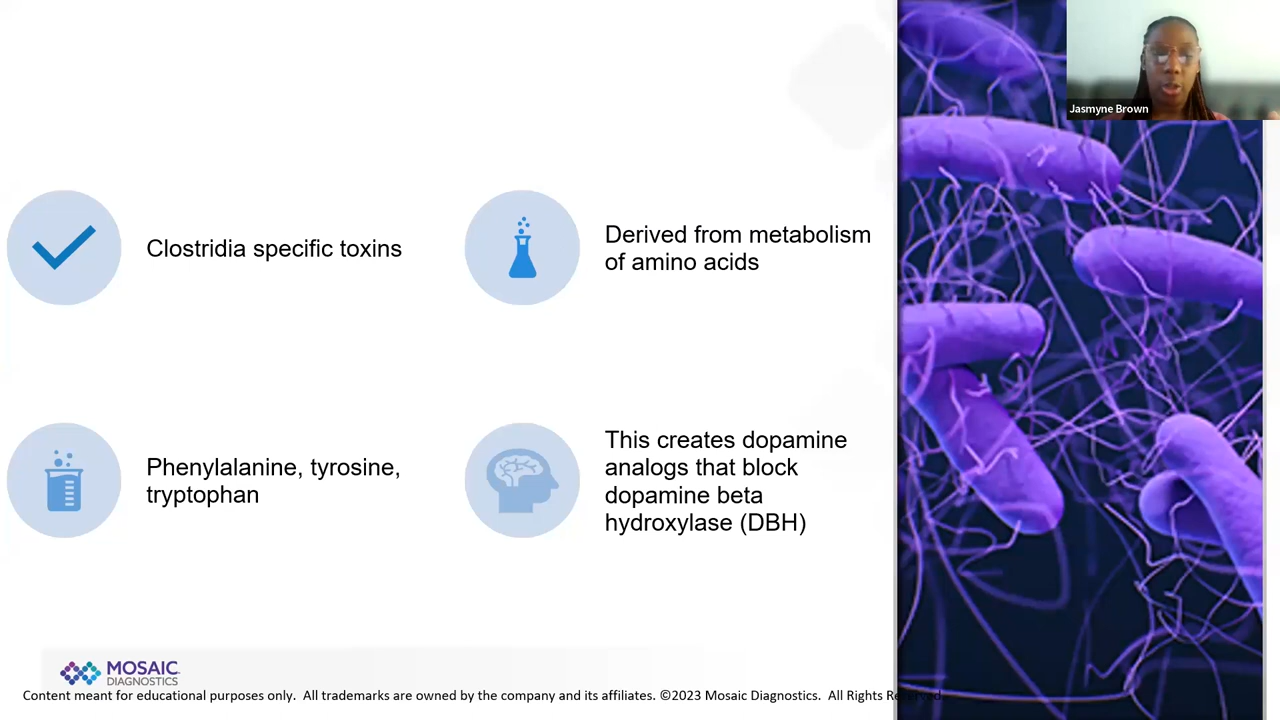 Jasmyne Brown
Clostridia specific toxins
Derived from metabolism
of amino acids
Phenylalanine, tyrosine,
tryptophan
This creates dopamine
analogs that block
dopamine beta
hydroxylase (DBH)
MOSAIC
DIAGNOSTICS
Content meant for educational purposes only. All trademarks are owned by the company and its affiliates. ©2023 Mosaic Diagnostics. All Rights Reserved.